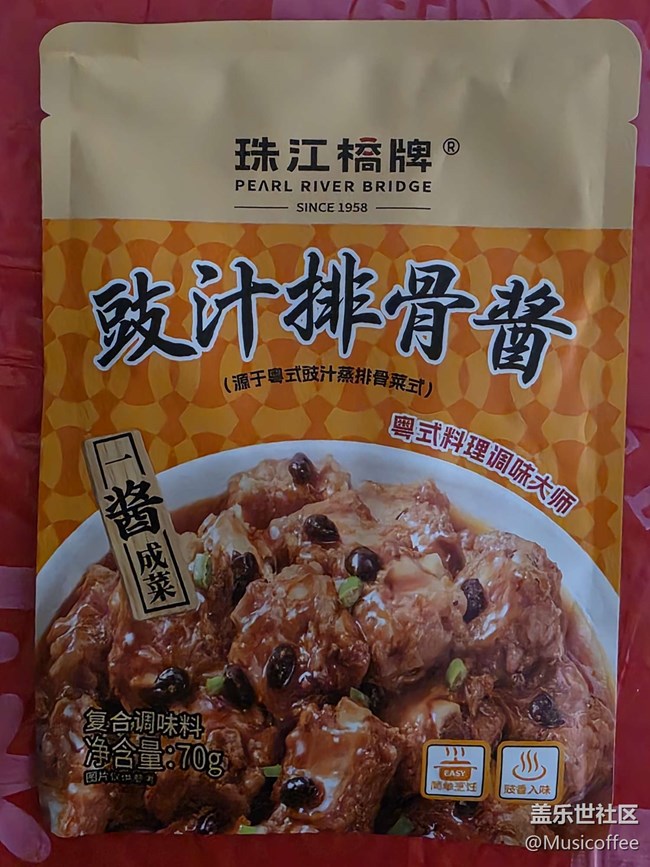 珠江橋牌®
PEARL RIVER BRIDGE
SINCE 1958
豉汁排骨酱
(源于粤式豉汁蒸排骨菜式)
粤式料理调味大师
一酱成菜
复合调味料
净含量:70g
图片仅供参考
EASY
简单烹饪
豉香入味
盖乐世社区
@Musicoffee